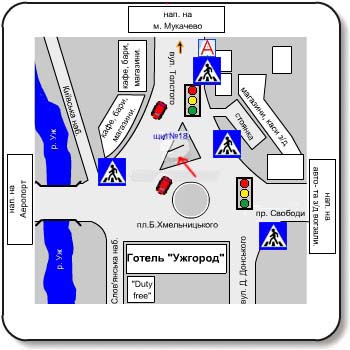 нап. на
м. Мукачево
A
вул. Толстого
кафе, бари,
магазини.
кафе, бари,
магазини.
Київська наб.
р. Уж
магазини, каси з/д
стоянка
щит№18
нап. на
Аеропорт
нап. на
авто- та з/д вокзали
пр. Свободи
пл.Б.Хмельницького
Готель "Ужгород"
"Duty
free"
Слов'янська наб.
вул. Д. Донського
р. Уж